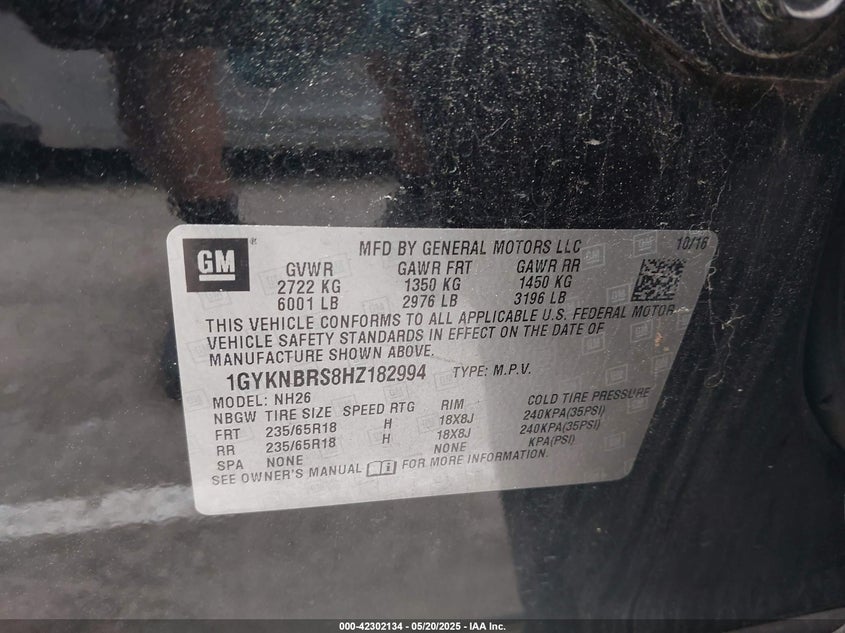 GM
®
MFD BY GENERAL MOTORS LLC 10/16
GVWR GAWR FRT GAWR RR
2722 KG 1350 KG 1450 KG
6001 LB 2976 LB 3196 LB
THIS VEHICLE CONFORMS TO ALL APPLICABLE U.S. FEDERAL MOTOR
VEHICLE SAFETY STANDARDS IN EFFECT ON THE DATE OF
MANUFACTURE SHOWN ABOVE.
1GYKNBRS8HZ182994 TYPE: M.P.V.
MODEL: NH26
NBGW TIRE SIZE SPEED RTG RIM COLD TIRE PRESSURE
FRT 235/65R18 H 18X8J 240KPA(35PSI)
RR 235/65R18 H 18X8J 240KPA(35PSI)
SPA NONE NONE KPA(PSI)
SEE OWNER'S MANUAL FOR MORE INFORMATION.
000-42302134 - 05/20/2025 - IAA Inc.